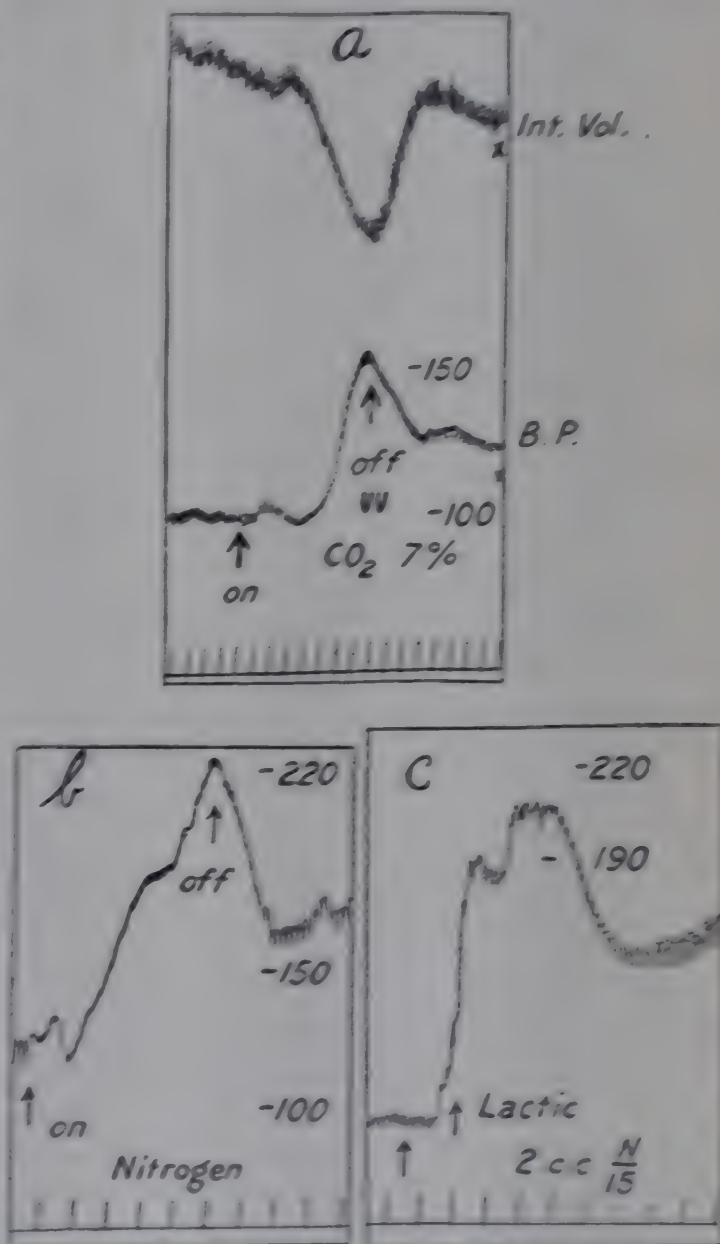 a
Int. Vol.
x
-150
B.P.
off
-100
CO₂ 7%
on
b
-220
off
-150
on
-100
Nitrogen
C
-220
- 190
Lactic
2 cc N/15